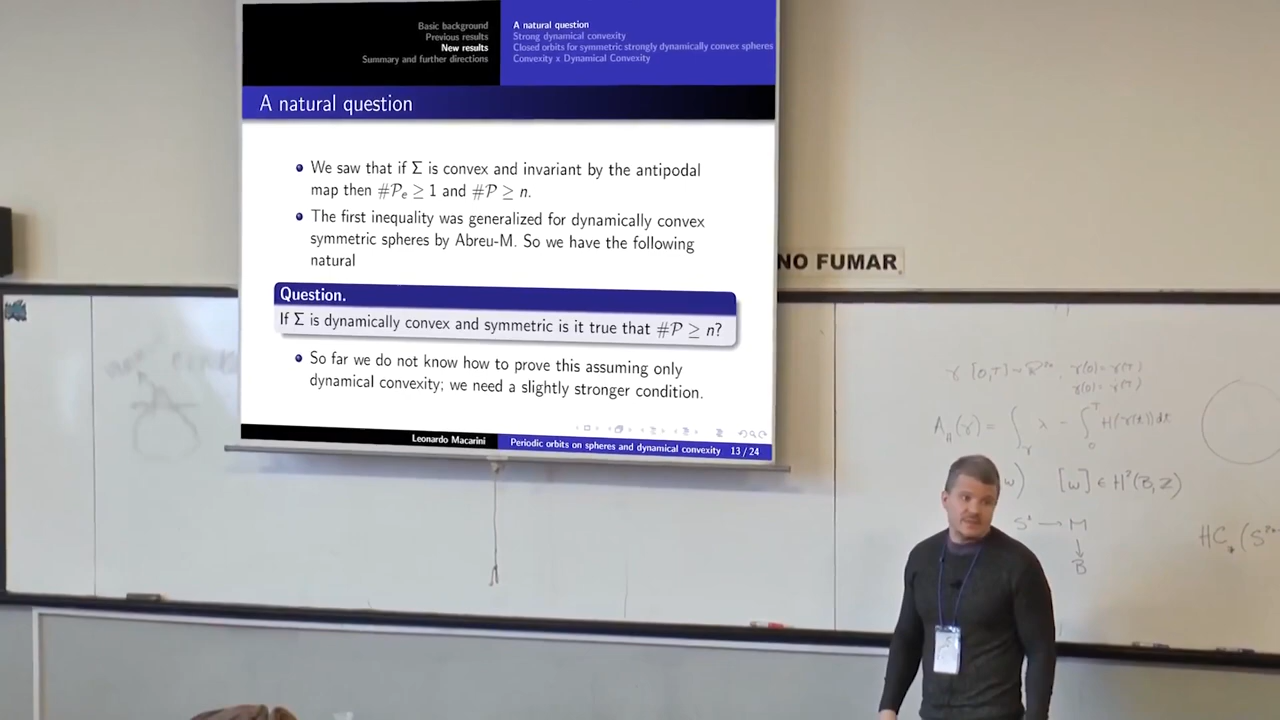 Basic background
Previous results
New results
Summary and further directions
A natural question
Strong dynamical convexity
Closed orbits for symmetric strongly dynamically convex spheres
Convexity x Dynamical Convexity
A natural question
We saw that if Σ is convex and invariant by the antipodal
map then #𝒫ₑ ≥ 1 and #𝒫 ≥ n.
The first inequality was generalized for dynamically convex
symmetric spheres by Abreu-M. So we have the following
natural
Question.
If Σ is dynamically convex and symmetric is it true that #𝒫 ≥ n?
So far we do not know how to prove this assuming only
dynamical convexity; we need a slightly stronger condition.
Leonardo Macarini
Periodic orbits on spheres and dynamical convexity 13 / 24
NO FUMAR
γ(0) = γ(T)
A_H(γ) = ∫_γ λ − ∫_0^T H(γ(t))dt
[ω] ∈ H²(B, Z)
S¹ → M
↓
B